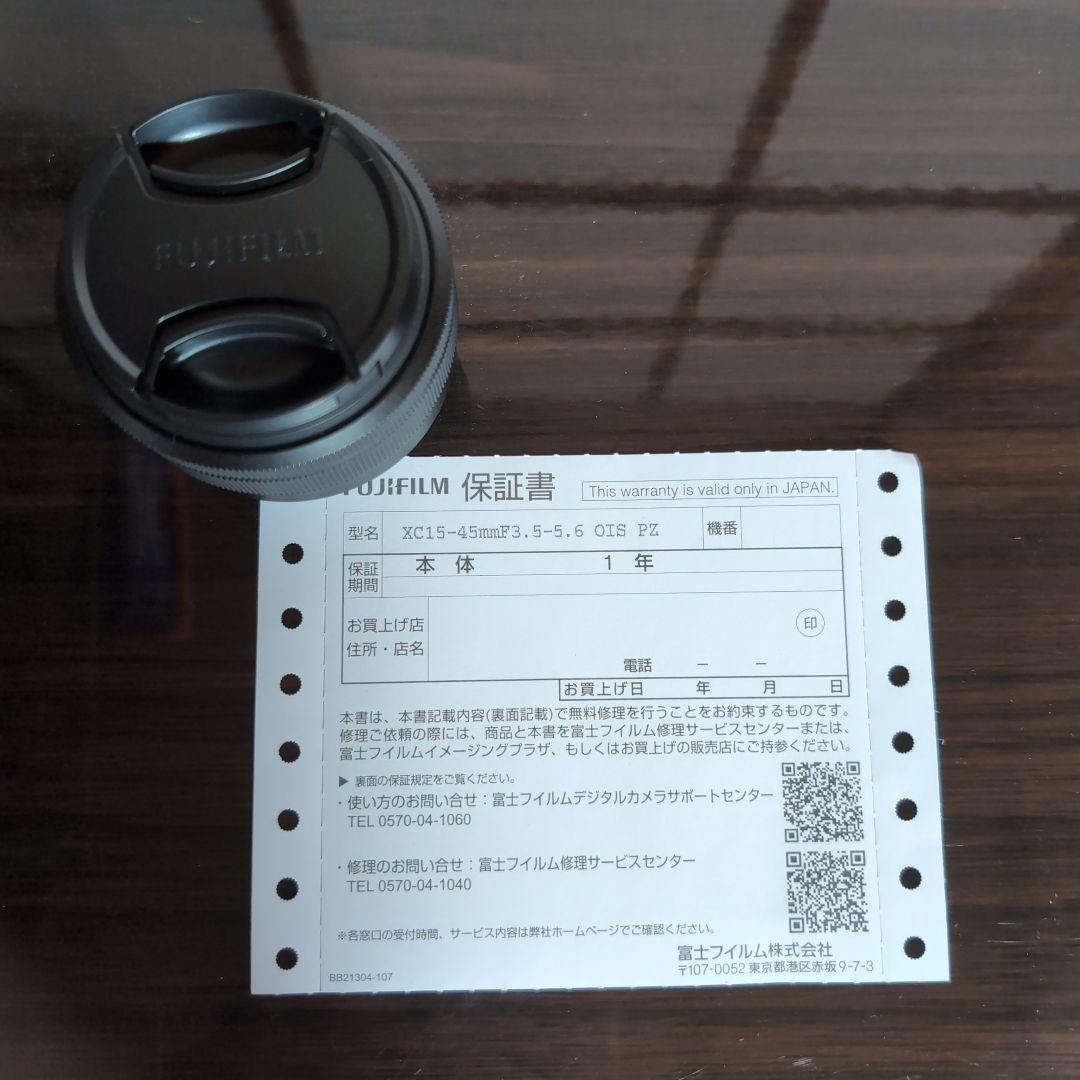 FUJIFILM
FUJIFILM 保証書 This warranty is valid only in JAPAN.
型名 XC15-45mmF3.5-5.6 OIS PZ 機番
保証期間 本体 1年
お買上げ店
住所・店名
印
電話 － －
お買上げ日 年 月 日
本書は、本書記載内容(裏面記載)で無料修理を行うことをお約束するものです。
修理ご依頼の際には、商品と本書を富士フイルム修理サービスセンターまたは、
富士フイルムイメージングプラザ、もしくはお買上げの販売店にご持参ください。
▶ 裏面の保証規定をご覧ください。
・使い方のお問い合せ：富士フイルムデジタルカメラサポートセンター
TEL 0570-04-1060
・修理のお問い合せ：富士フイルム修理サービスセンター
TEL 0570-04-1040
※各窓口の受付時間、サービス内容は弊社ホームページでご確認ください。
富士フイルム株式会社
〒107-0052 東京都港区赤坂9-7-3
BB21304-107